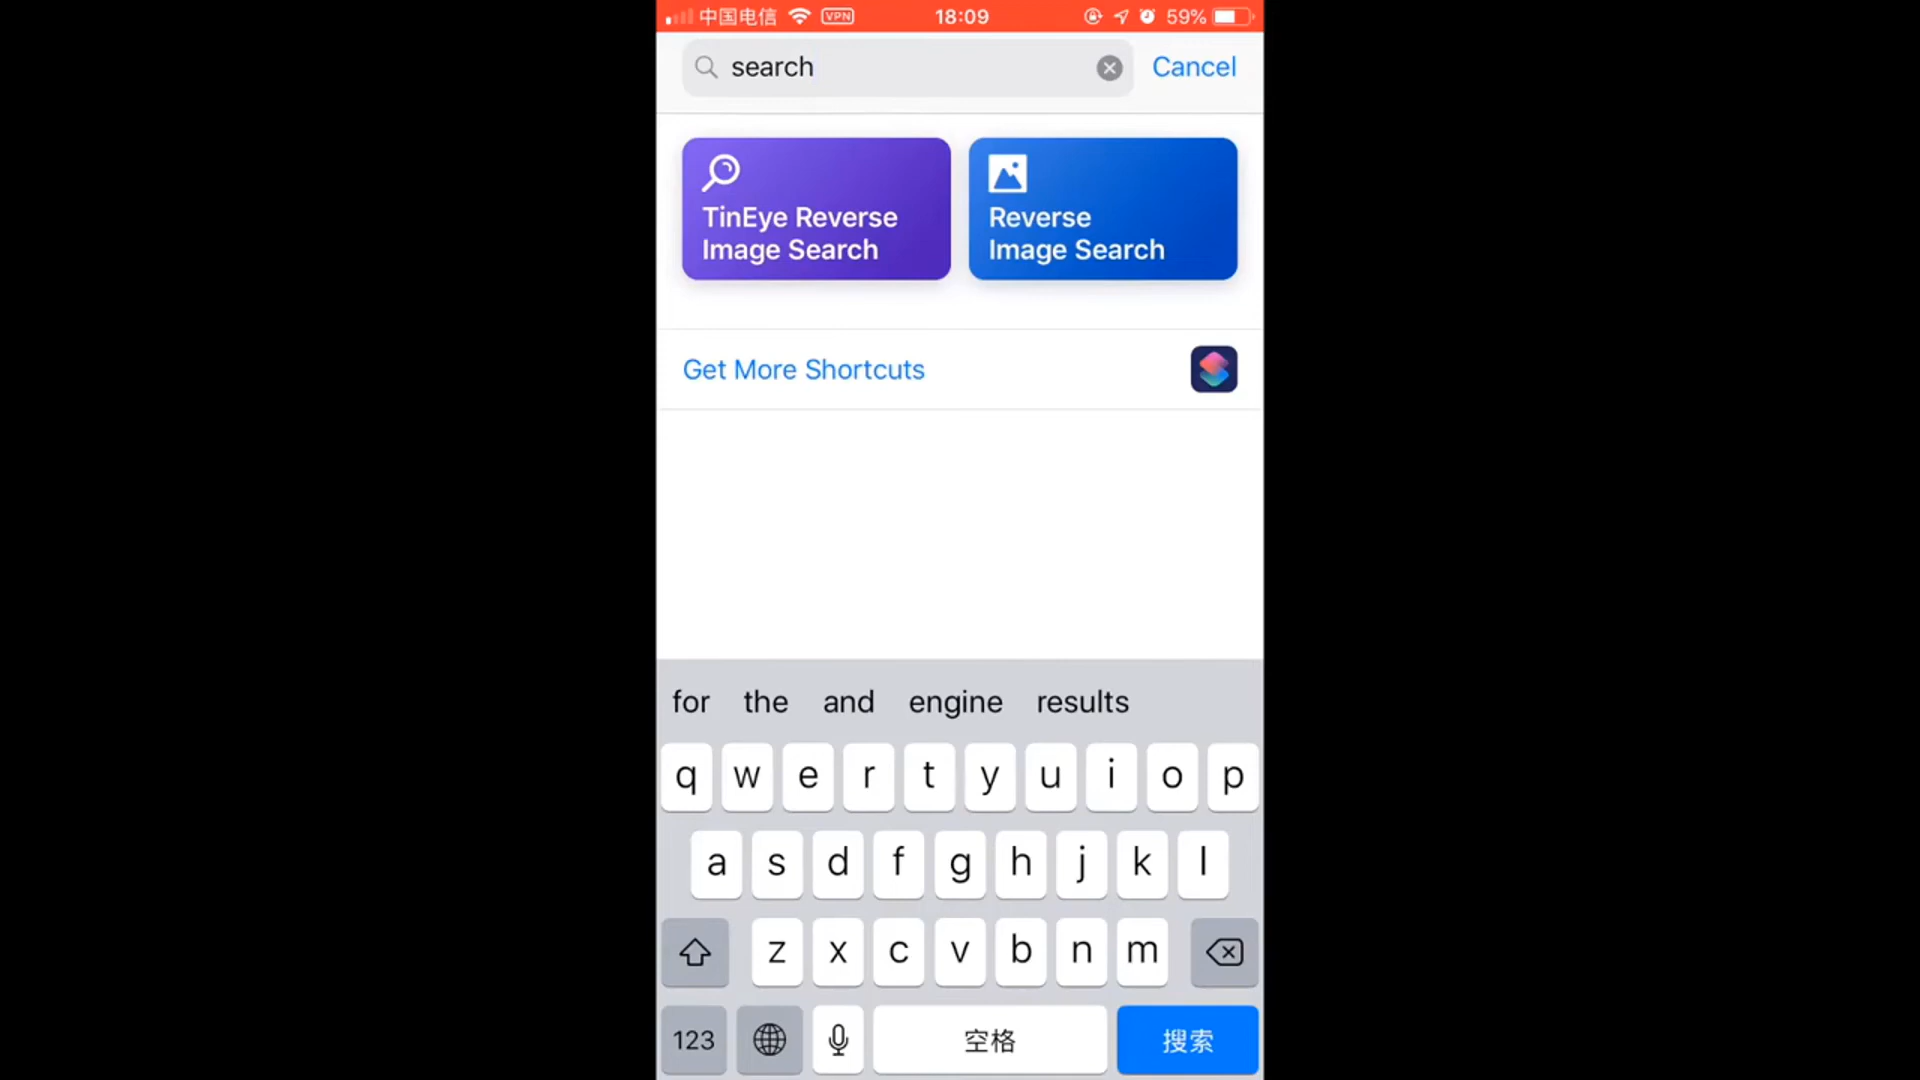 中国电信 VPN 18:09 59%
search Cancel
TinEye Reverse
Image Search
Reverse
Image Search
Get More Shortcuts
for the and engine results
q w e r t y u i o p
a s d f g h j k l
z x c v b n m
123 空格 搜索